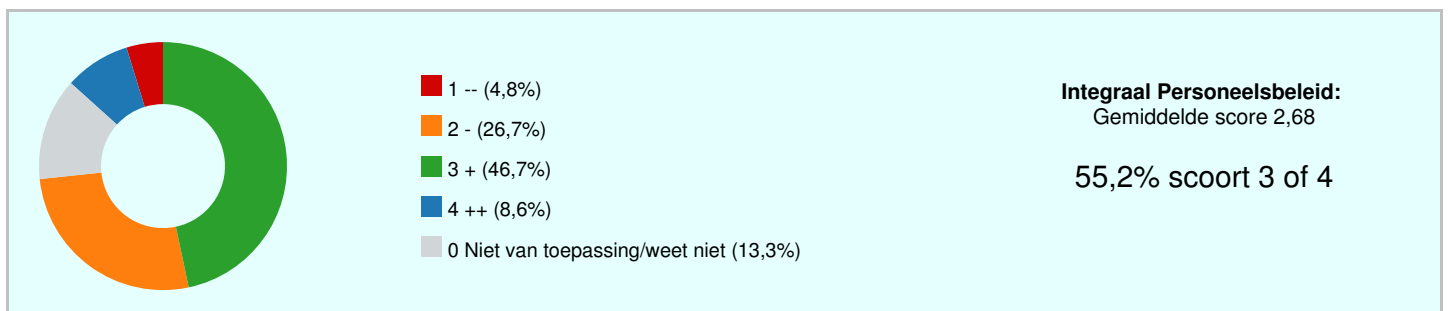 1 -- (4,8%)
2 - (26,7%)
3 + (46,7%)
4 ++ (8,6%)
0 Niet van toepassing/weet niet (13,3%)
Integraal Personeelsbeleid:
Gemiddelde score 2,68
55,2% scoort 3 of 4